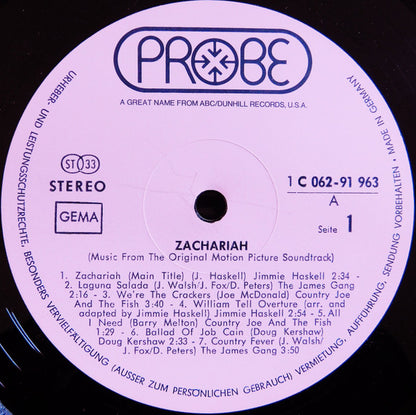 PROBE
A GREAT NAME FROM ABC/DUNHILL RECORDS, U.S.A.
URHEBER- UND LEISTUNGSSCHUTZRECHTE, BESONDERS VERVIELFÄLTIGUNG (AUSSER ZUM PERSÖNLICHEN GEBRAUCH) VERMIETUNG, AUFFÜHRUNG, SENDUNG VORBEHALTEN • MADE IN GERMANY
ST 33
STEREO
GEMA
1 C 062-91 963
A
Seite 1
ZACHARIAH
(Music From The Original Motion Picture Soundtrack)
1. Zachariah (Main Title) (J. Haskell) Jimmie Haskell 2:34 -
2. Laguna Salada (J. Walsh/J. Fox/D. Peters) The James Gang
2:16 - 3. We're The Crackers (Joe McDonald) Country Joe
And The Fish 3:40 - 4. William Tell Overture (arr. and
adapted by Jimmie Haskell) Jimmie Haskell 2:54 - 5. All
I Need (Barry Melton) Country Joe And The Fish
1:29 - 6. Ballad Of Job Cain (Doug Kershaw)
Doug Kershaw 2:33 - 7. Country Fever (J. Walsh/
J. Fox/D. Peters) The James Gang 3:50